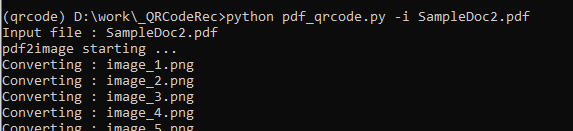 (qrcode) D:\work\_QRCodeRec>python pdf_qrcode.py -i SampleDoc2.pdf
Input file : SampleDoc2.pdf
pdf2image starting ...
Converting : image_1.png
Converting : image_2.png
Converting : image_3.png
Converting : image_4.png
Converting : image_5.png